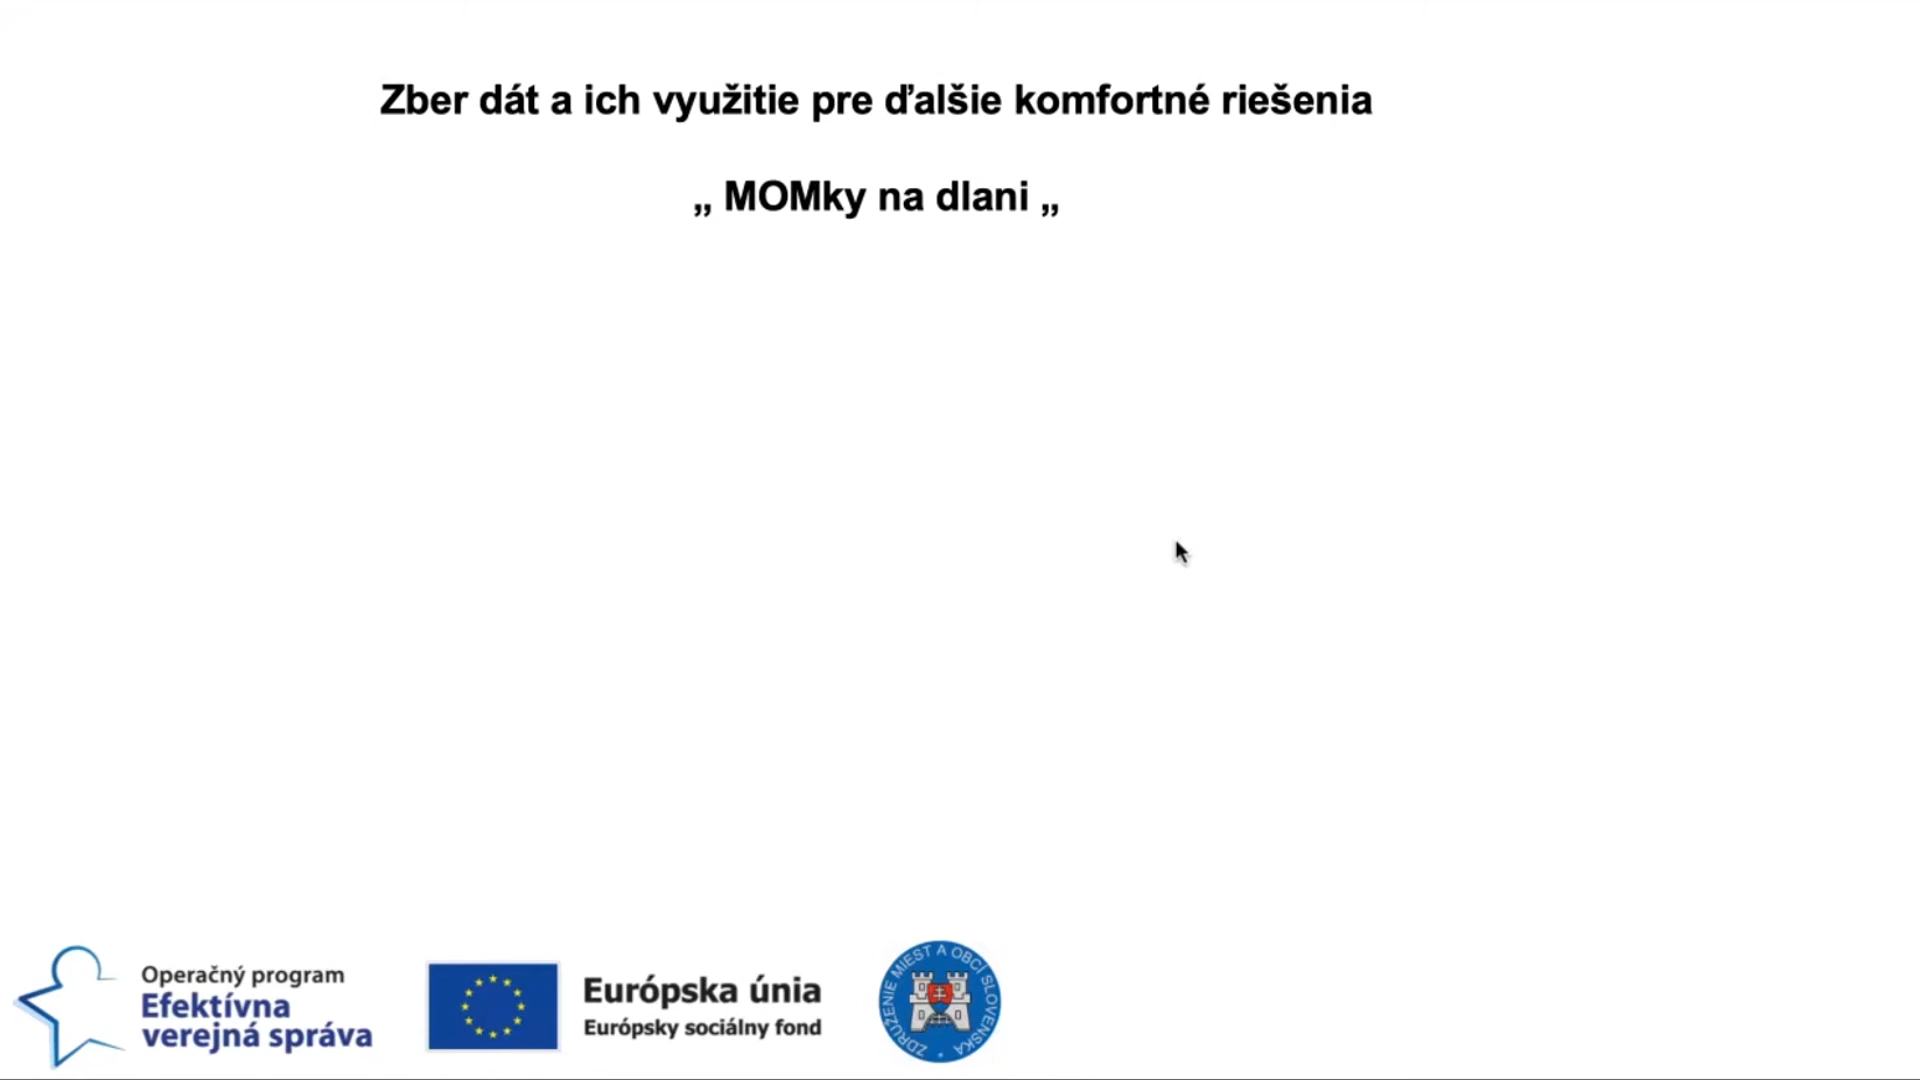 Zber dát a ich využitie pre ďalšie komfortné riešenia
„ MOMky na dlani „
Operačný program
Efektívna
verejná správa
Európska únia
Európsky sociálny fond
ZDRUŽENIE MIEST A OBCÍ SLOVENSKA